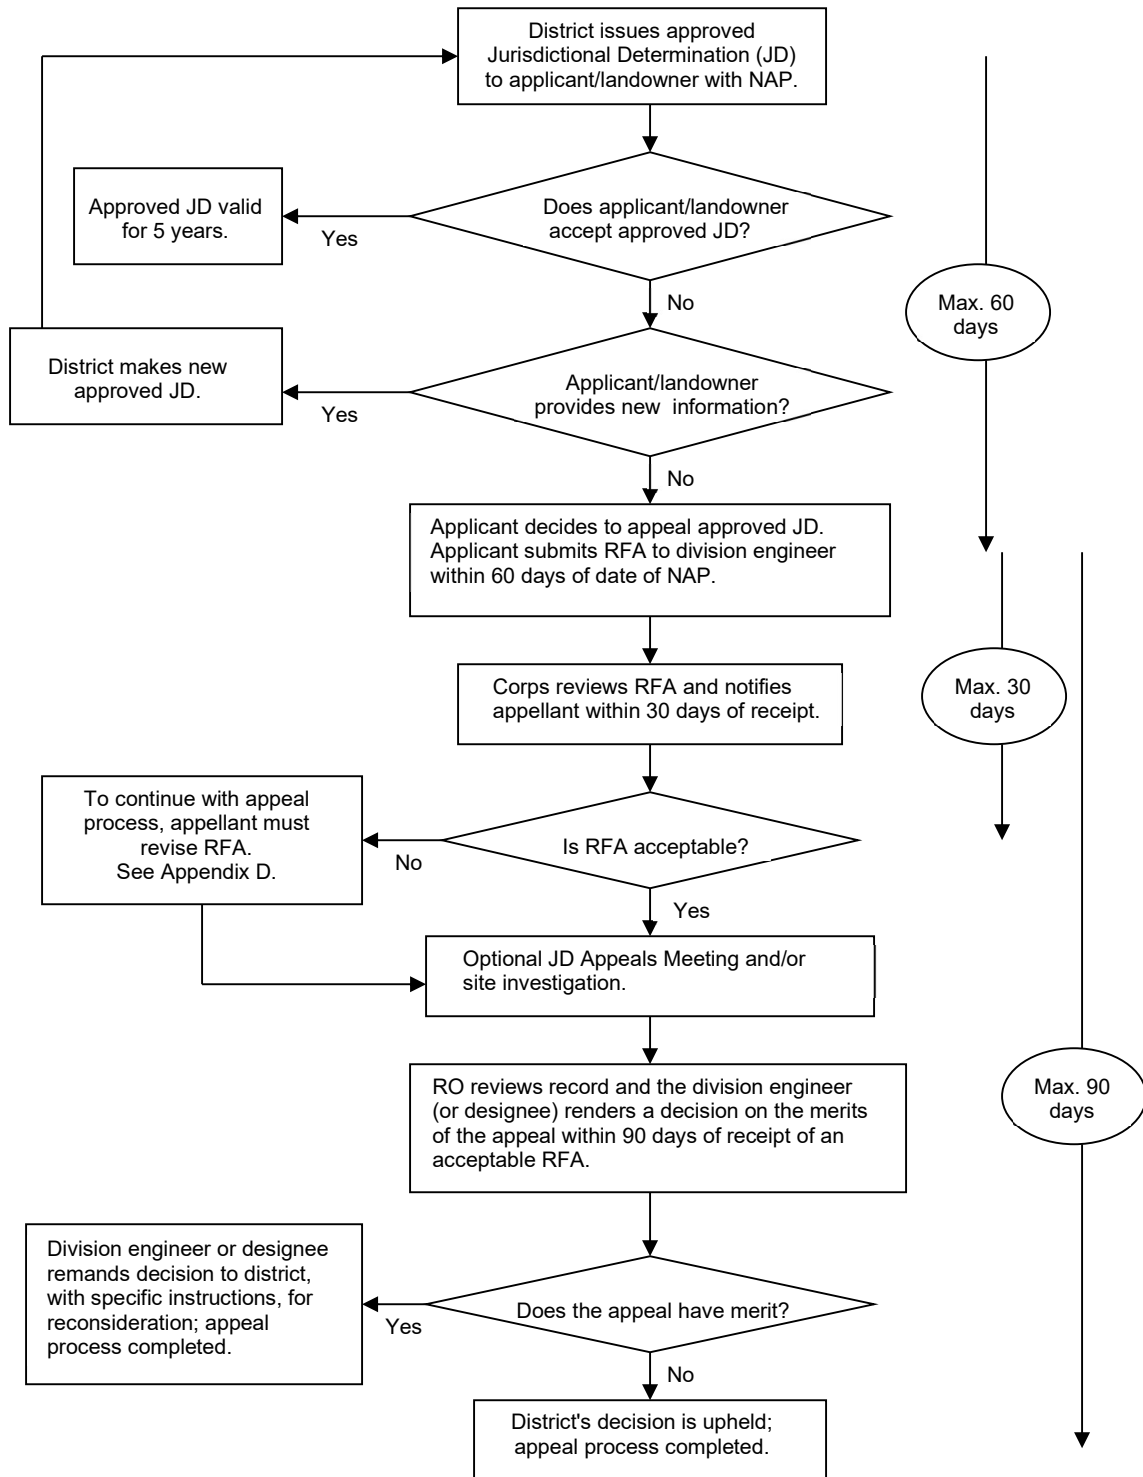 District issues approved
Jurisdictional Determination (JD)
to applicant/landowner with NAP.
Does applicant/landowner
accept approved JD?
Yes
Approved JD valid
for 5 years.
No
Max. 60
days
Applicant/landowner
provides new information?
Yes
District makes new
approved JD.
No
Applicant decides to appeal approved JD.
Applicant submits RFA to division engineer
within 60 days of date of NAP.
Corps reviews RFA and notifies
appellant within 30 days of receipt.
Max. 30
days
Is RFA acceptable?
No
To continue with appeal
process, appellant must
revise RFA.
See Appendix D.
Yes
Optional JD Appeals Meeting and/or
site investigation.
RO reviews record and the division engineer
(or designee) renders a decision on the merits
of the appeal within 90 days of receipt of an
acceptable RFA.
Max. 90
days
Does the appeal have merit?
Yes
Division engineer or designee
remands decision to district,
with specific instructions, for
reconsideration; appeal
process completed.
No
District's decision is upheld;
appeal process completed.